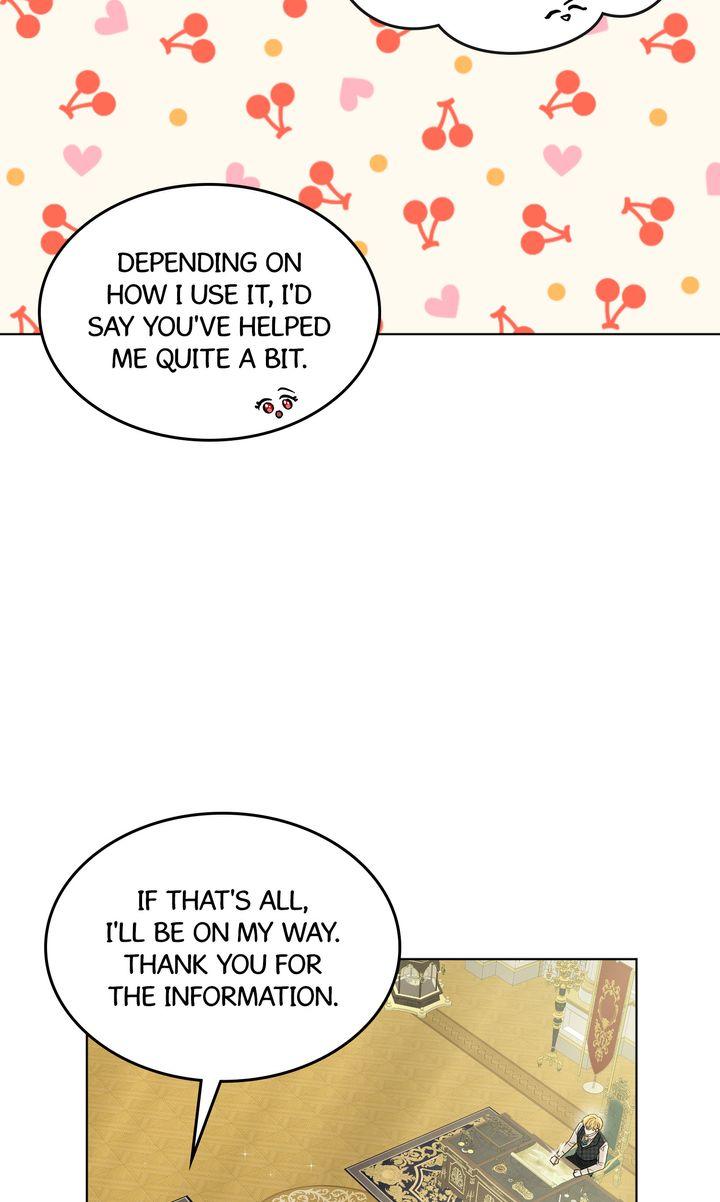 DEPENDING ON
HOW I USE IT, I'D
SAY YOU'VE HELPED
ME QUITE A BIT.
IF THAT'S ALL,
I'LL BE ON MY WAY.
THANK YOU FOR
THE INFORMATION.